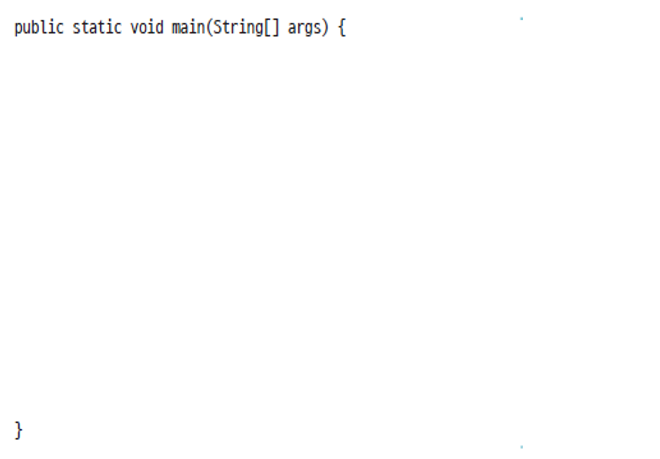 public static void main(String[] args) {
}